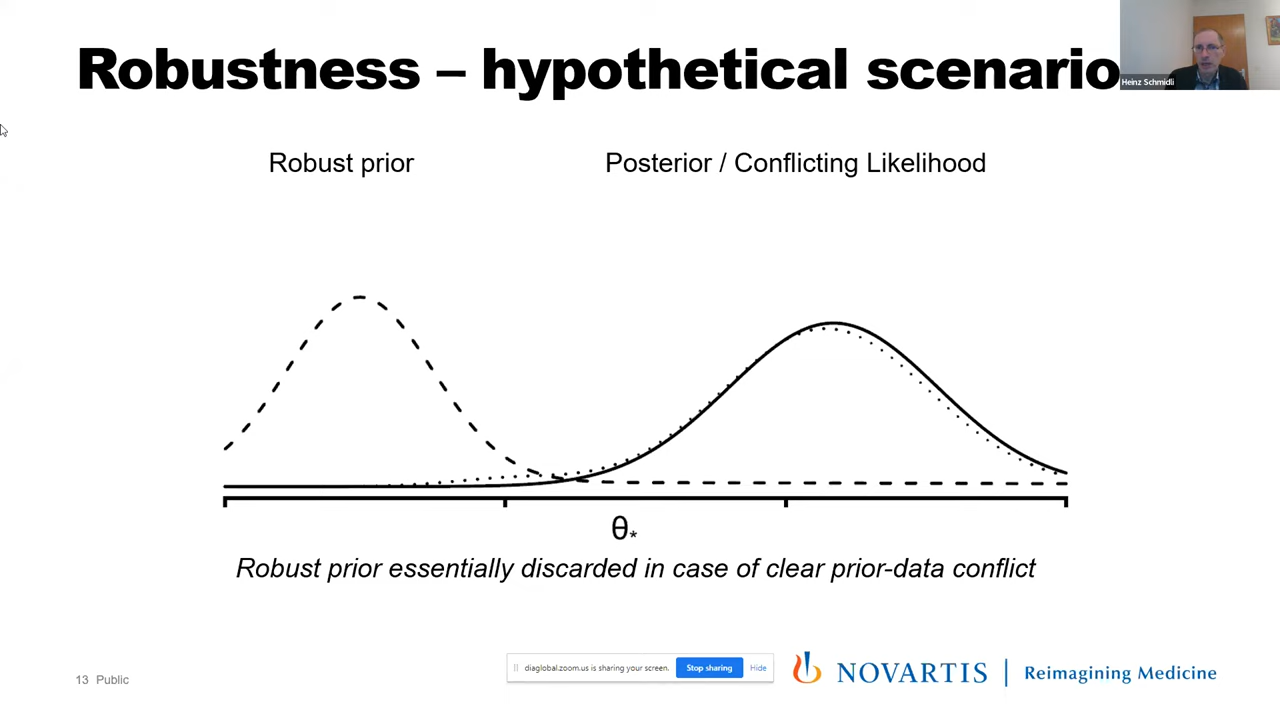 Robustness – hypothetical scenario
Heinz Schmidli
Robust prior
Posterior / Conflicting Likelihood
θ*
Robust prior essentially discarded in case of clear prior-data conflict
diaglobal.zoom.us is sharing your screen.
Stop sharing
Hide
13 Public
NOVARTIS
Reimagining Medicine